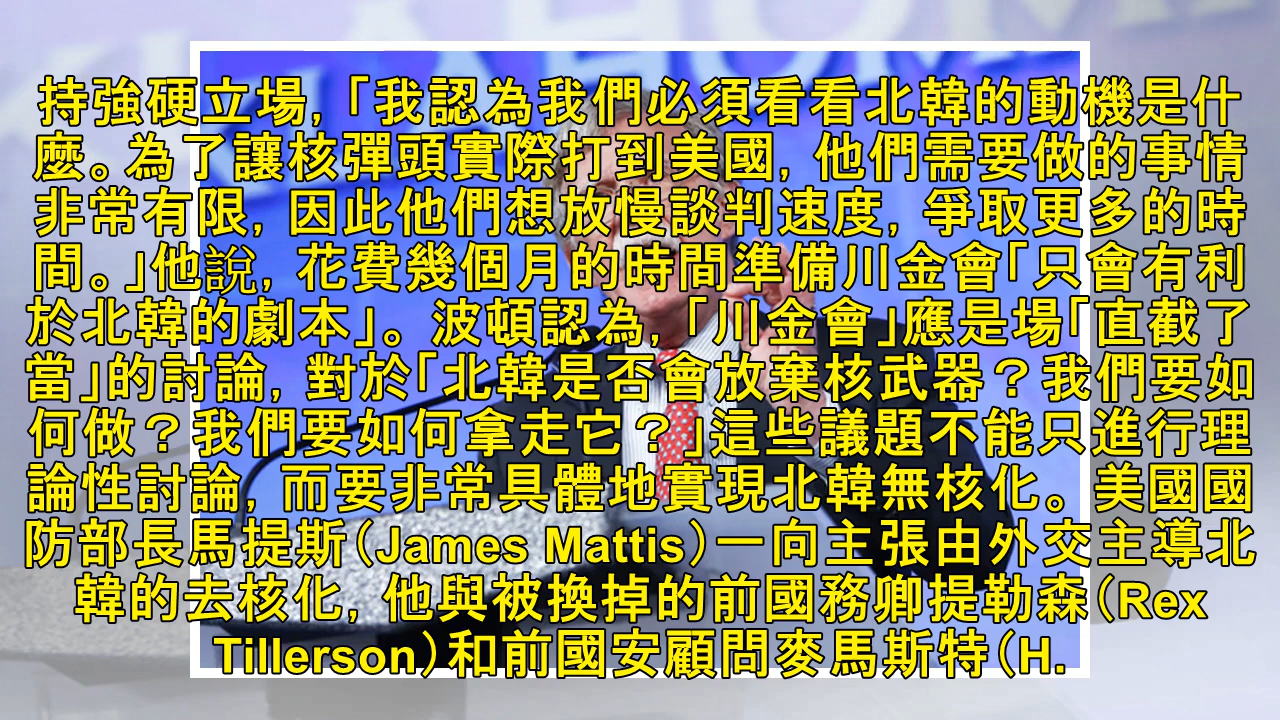 持強硬立場,「我認為我們必須看看北韓的動機是什
麼。為了讓核彈頭實際打到美國, 他們需要做的事情
非常有限, 因此他們想放慢談判速度, 爭取更多的時
間。」他說, 花費幾個月的時間準備川金會「只會有利
於北韓的劇本」。波頓認為,「川金會」應是場「直截了
當」的討論, 對於「北韓是否會放棄核武器？我們要如
何做？我們要如何拿走它？」這些議題不能只進行理
論性討論, 而要非常具體地實現北韓無核化。美國國
防部長馬提斯(James Mattis)一向主張由外交主導北
韓的去核化, 他與被換掉的前國務卿提勒森(Rex
Tillerson)和前國安顧問麥馬斯特(H.